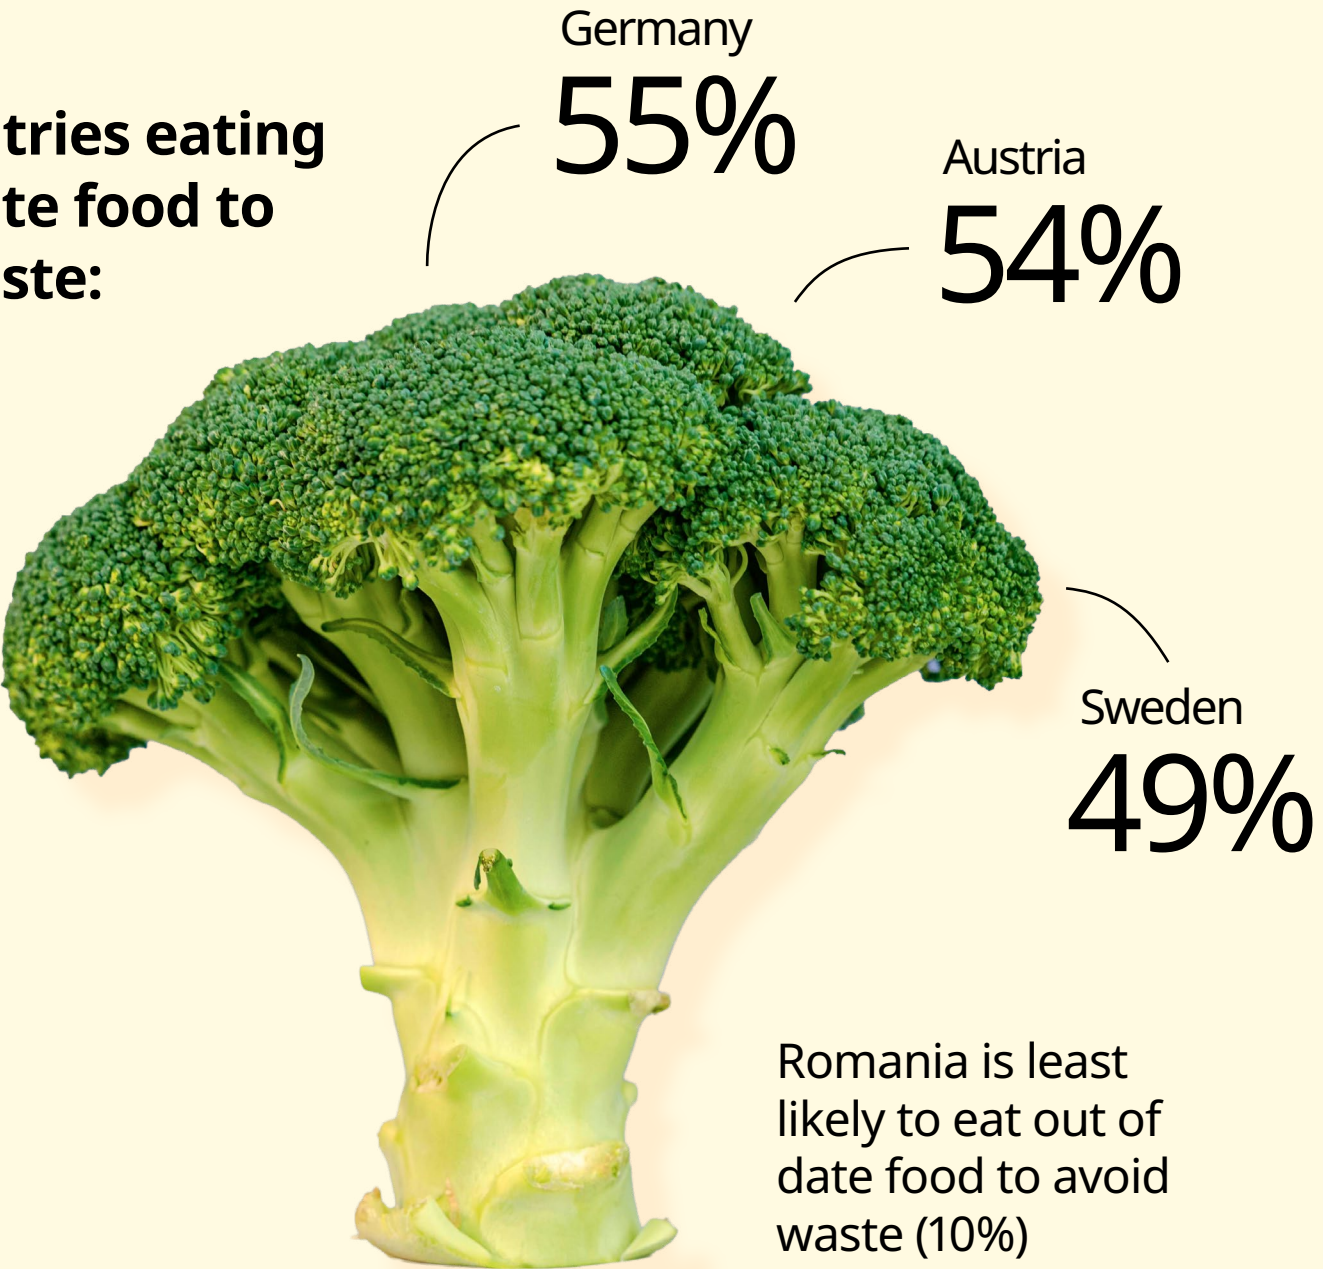 Germany
55%
tries eating
te food to
ste:
Austria
54%
Sweden
49%
Romania is least
likely to eat out of
date food to avoid
waste (10%)